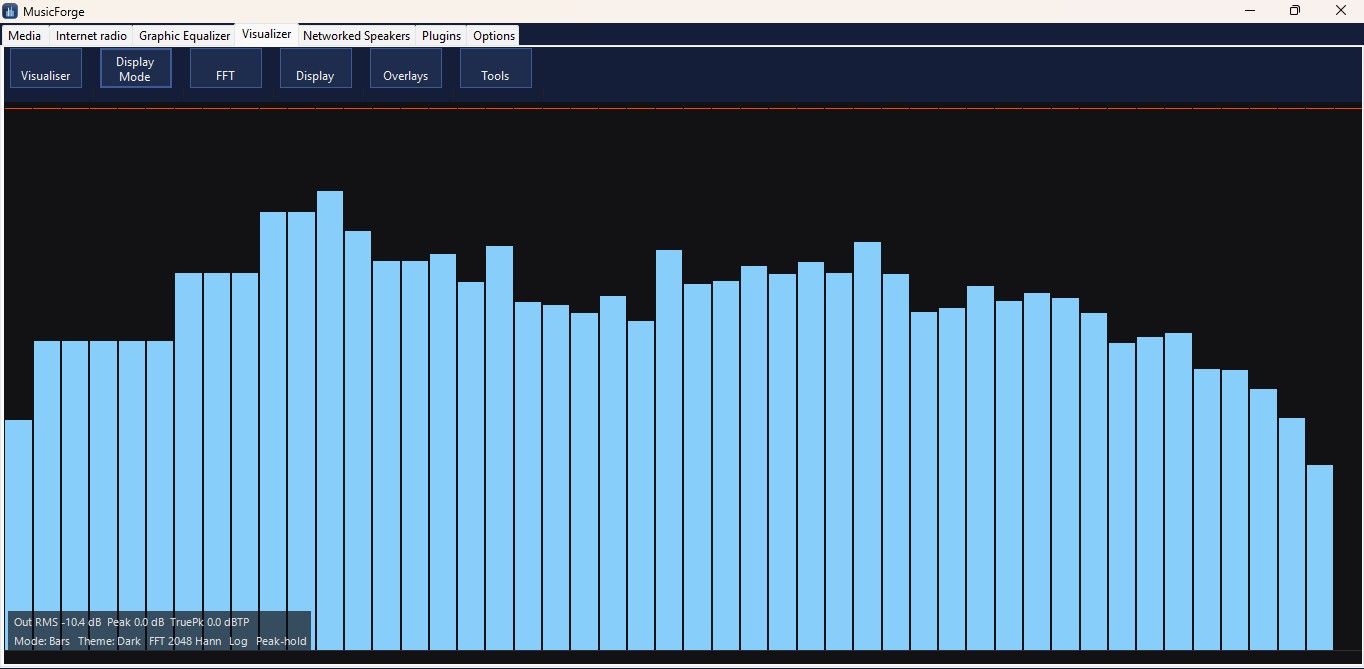 MusicForge
Media Internet radio Graphic Equalizer Visualizer Networked Speakers Plugins Options
Visualiser
Display
Mode
FFT
Display
Overlays
Tools
Out RMS -10.4 dB Peak 0.0 dB TruePk 0.0 dBTP
Mode: Bars Theme: Dark FFT 2048 Hann Log Peak-hold